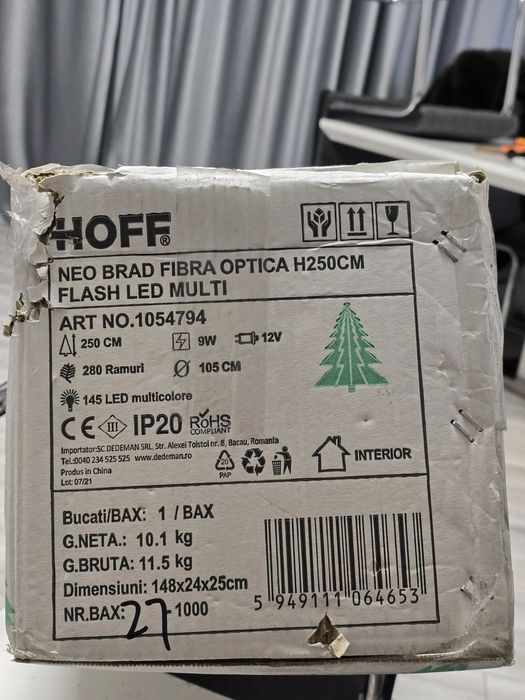 HOFF®
NEO BRAD FIBRA OPTICA H250CM
FLASH LED MULTI
ART NO.1054794
250 CM 9W 12V
280 Ramuri Ø 105 CM
145 LED multicolore
CE III IP20 RoHS
COMPLIANT
Importator:SC DEDEMAN SRL, Str. Alexei Tolstoi nr. 8, Bacau, Romania
Tel.:0040 234 525 525 www.dedeman.ro
Produs in China
Lot: 07/21
20
PAP
INTERIOR
Bucati/BAX: 1 / BAX
G.NETA.: 10.1 kg
G.BRUTA: 11.5 kg
Dimensiuni: 148x24x25cm
NR.BAX: 27 1000
5 949111 064653